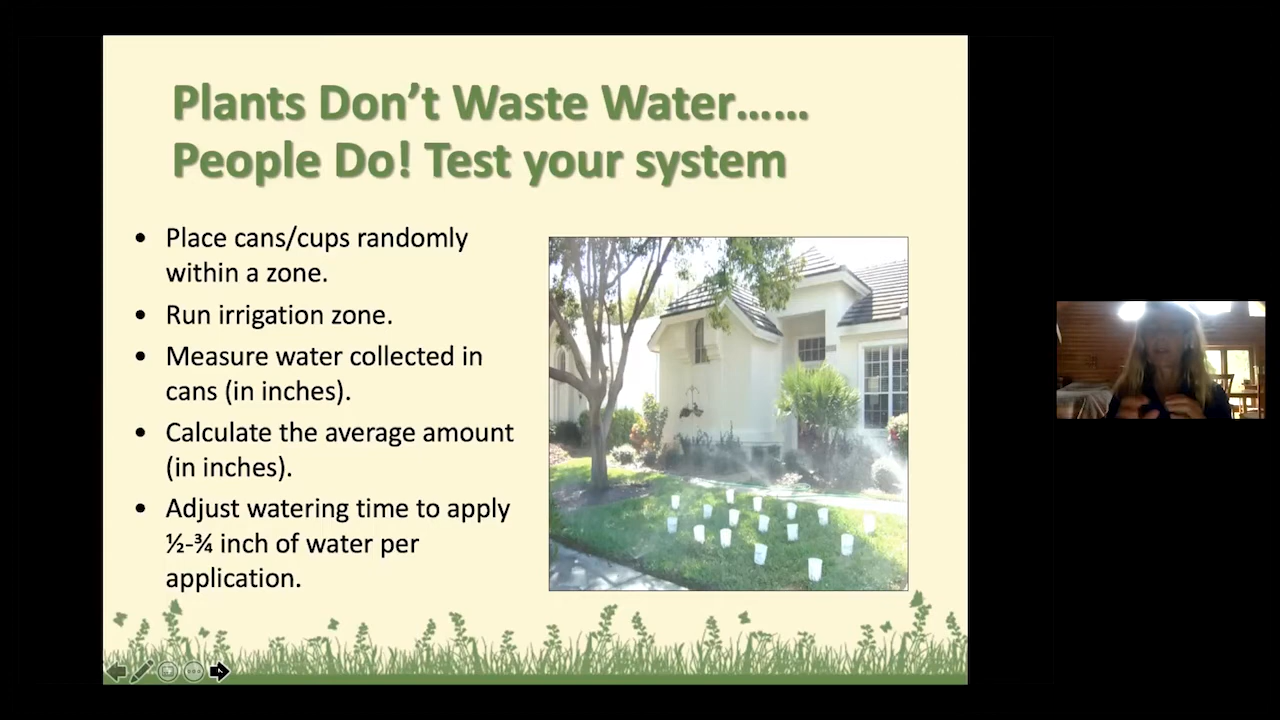 Plants Don’t Waste Water……
People Do! Test your system
• Place cans/cups randomly
within a zone.
• Run irrigation zone.
• Measure water collected in
cans (in inches).
• Calculate the average amount
(in inches).
• Adjust watering time to apply
½-¾ inch of water per
application.